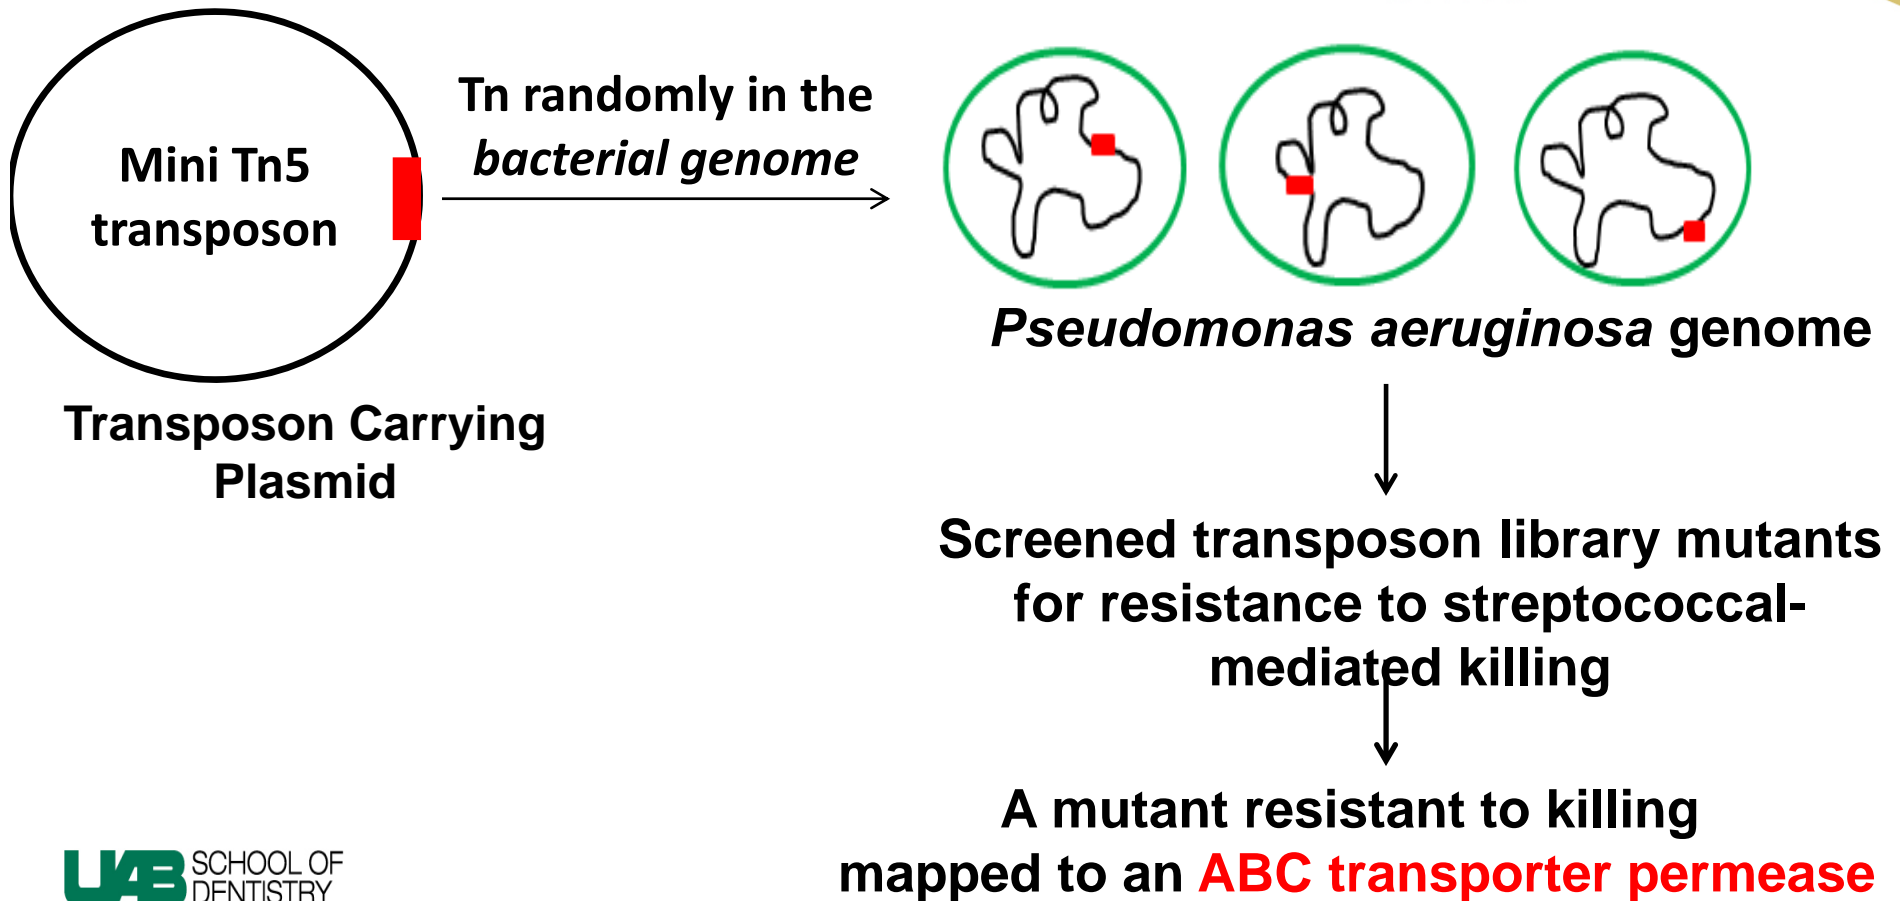 Mini Tn5
transposon
Tn randomly in the
bacterial genome
Transposon Carrying
Plasmid
Pseudomonas aeruginosa genome
Screened transposon library mutants
for resistance to streptococcal-
mediated killing
A mutant resistant to killing
mapped to an ABC transporter permease
UAB SCHOOL OF
DENTISTRY